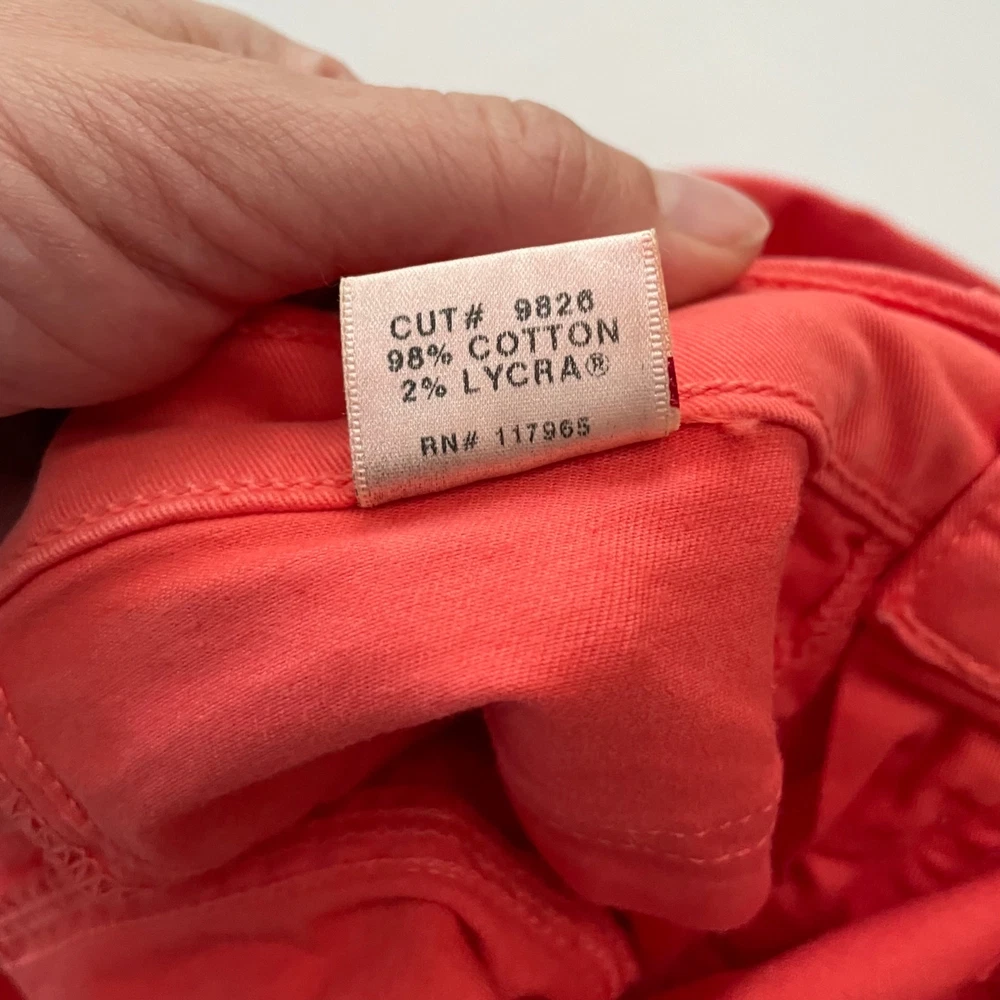 CUT# 9826
98% COTTON
2% LYCRA®
RN# 117965